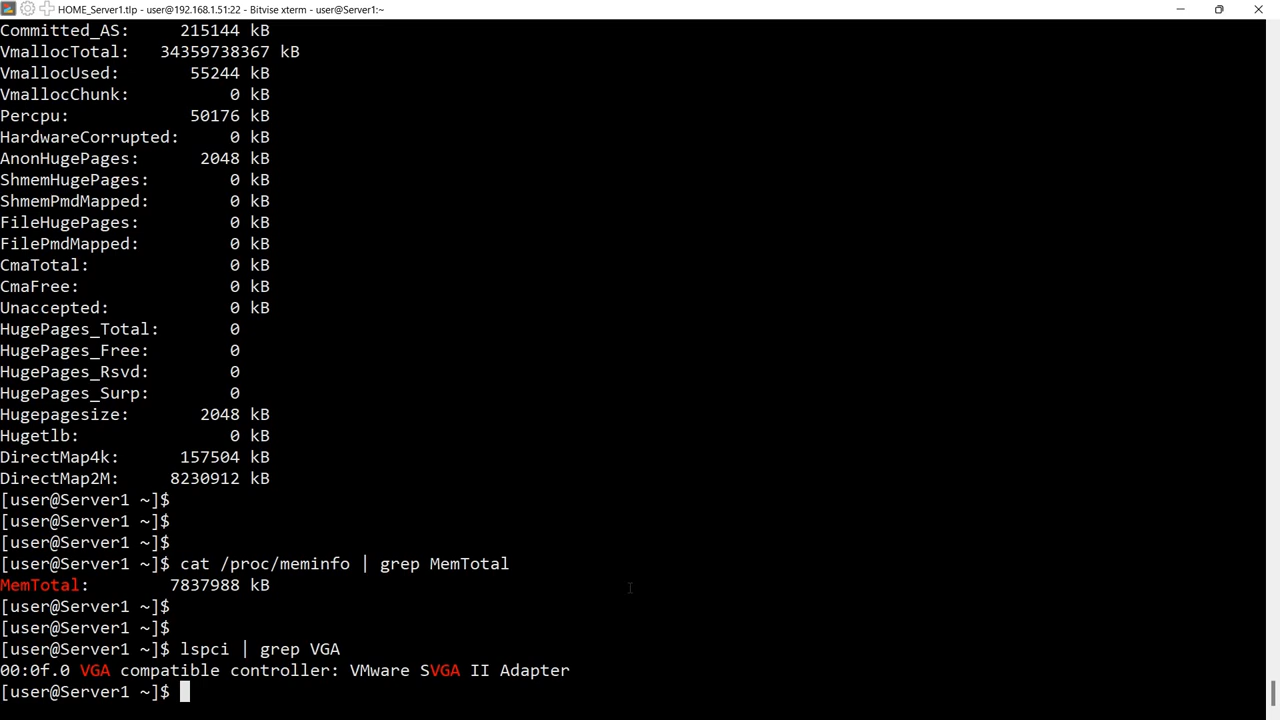 HOME_Server1.tlp - user@192.168.1.51:22 - Bitvise xterm - user@Server1:~
Committed_AS: 215144 kB
VmallocTotal: 34359738367 kB
VmallocUsed: 55244 kB
VmallocChunk: 0 kB
Percpu: 50176 kB
HardwareCorrupted: 0 kB
AnonHugePages: 2048 kB
ShmemHugePages: 0 kB
ShmemPmdMapped: 0 kB
FileHugePages: 0 kB
FilePmdMapped: 0 kB
CmaTotal: 0 kB
CmaFree: 0 kB
Unaccepted: 0 kB
HugePages_Total: 0
HugePages_Free: 0
HugePages_Rsvd: 0
HugePages_Surp: 0
Hugepagesize: 2048 kB
Hugetlb: 0 kB
DirectMap4k: 157504 kB
DirectMap2M: 8230912 kB
[user@Server1 ~]$
[user@Server1 ~]$
[user@Server1 ~]$
[user@Server1 ~]$ cat /proc/meminfo | grep MemTotal
MemTotal: 7837988 kB
[user@Server1 ~]$
[user@Server1 ~]$
[user@Server1 ~]$ lspci | grep VGA
00:0f.0 VGA compatible controller: VMware SVGA II Adapter
[user@Server1 ~]$